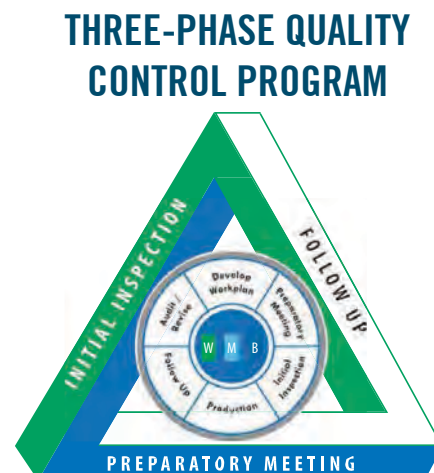 THREE-PHASE QUALITY
CONTROL PROGRAM
INITIAL INSPECTION
FOLLOW UP
Develop
Workplan
Preparatory
Meeting
Initial
Inspection
Production
Follow UP
Audit /
Revise
W M B
PREPARATORY MEETING